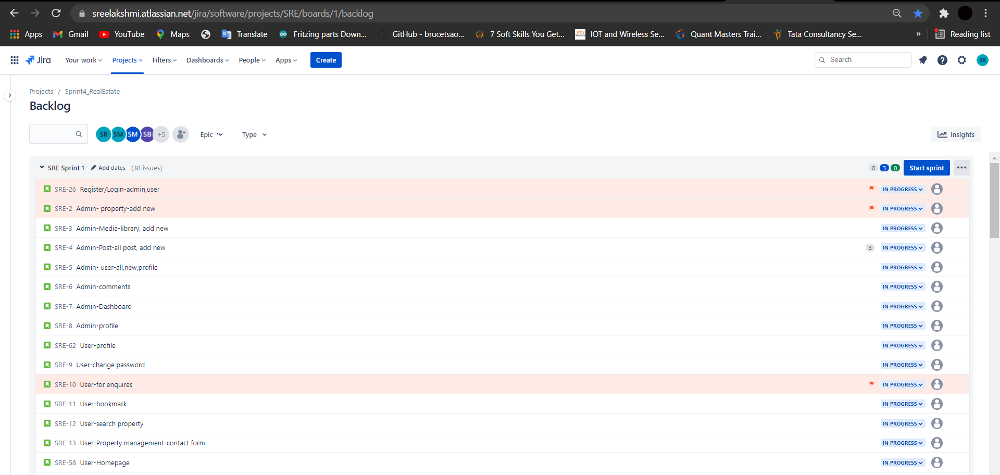 sreelakshmi.atlassian.net/jira/software/projects/SRE/boards/1/backlog
Apps Gmail YouTube Maps Translate Fritzing parts Down... GitHub - brucetsao... 7 Soft Skills You Get... VTU IOT and Wireless Se... Quant Masters Trai... Tata Consultancy Se... » Reading list
Jira Your work Projects Filters Dashboards People Apps Create Search SR
Projects / Sprint4_RealEstate
Backlog
SR SM SM SB +5 Epic Type Insights
SRE Sprint 1 Add dates (38 issues) 0 3 0 Start sprint
SRE-26 Register/Login-admin,user IN PROGRESS
SRE-2 Admin- property-add new IN PROGRESS
SRE-3 Admin-Media-library, add new IN PROGRESS
SRE-4 Admin-Post-all post, add new 3 IN PROGRESS
SRE-5 Admin- user-all,new,profile IN PROGRESS
SRE-6 Admin-comments IN PROGRESS
SRE-7 Admin-Dashboard IN PROGRESS
SRE-8 Admin-profile IN PROGRESS
SRE-62 User-profile IN PROGRESS
SRE-9 User-change password IN PROGRESS
SRE-10 User-for enquires IN PROGRESS
SRE-11 User-bookmark IN PROGRESS
SRE-12 User-search property IN PROGRESS
SRE-13 User-Property management-contact form IN PROGRESS
SRE-58 User-Homepage IN PROGRESS